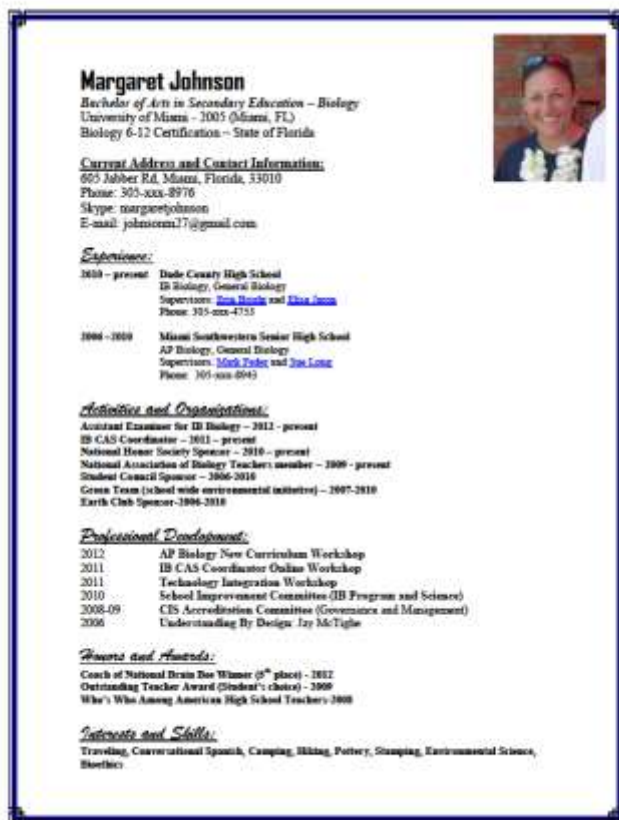 Margaret Johnson
Bachelor of Arts in Secondary Education – Biology
University of Miami - 2005 (Miami, FL)
Biology 6-12 Certification – State of Florida
Current Address and Contact Information:
605 Jabber Rd, Miami, Florida, 33010
Phone: 305-xxx-8976
Skype: margaretjohnson
E-mail: johnsonm27@gmail.com
Experience:
2010 – present Dade County High School
IB Biology, General Biology
Supervisors: and
Phone: 305-xxx-4753
2006 –2010 Miami Southwestern Senior High School
AP Biology, General Biology
Supervisors: Mark Feder and Sue Long
Phone: 305-xxx-8943
Activities and Organizations:
Assistant Examiner for IB Biology – 2012 - present
IB CAS Coordinator – 2011 – present
National Honor Society Sponsor – 2010 – present
National Association of Biology Teachers member – 2009 - present
Student Council Sponsor – 2006-2010
Green Team (school wide environmental initiative) – 2007-2010
Earth Club Sponsor-2006-2010
Professional Development:
2012 AP Biology New Curriculum Workshop
2011 IB CAS Coordinator Online Workshop
2011 Technology Integration Workshop
2010 School Improvement Committee (IB Program and Science)
2008-09 CIS Accreditation Committee (Governance and Management)
2006 Understanding By Design: Jay McTighe
Honors and Awards:
Coach of National Brain Bee Winner (5th place) - 2012
Outstanding Teacher Award (Student's choice) - 2009
Who's Who Among American High School Teachers-2008
Interests and Skills:
Traveling, Conversational Spanish, Camping, Hiking, Pottery, Stamping, Environmental Science,
Bioethics